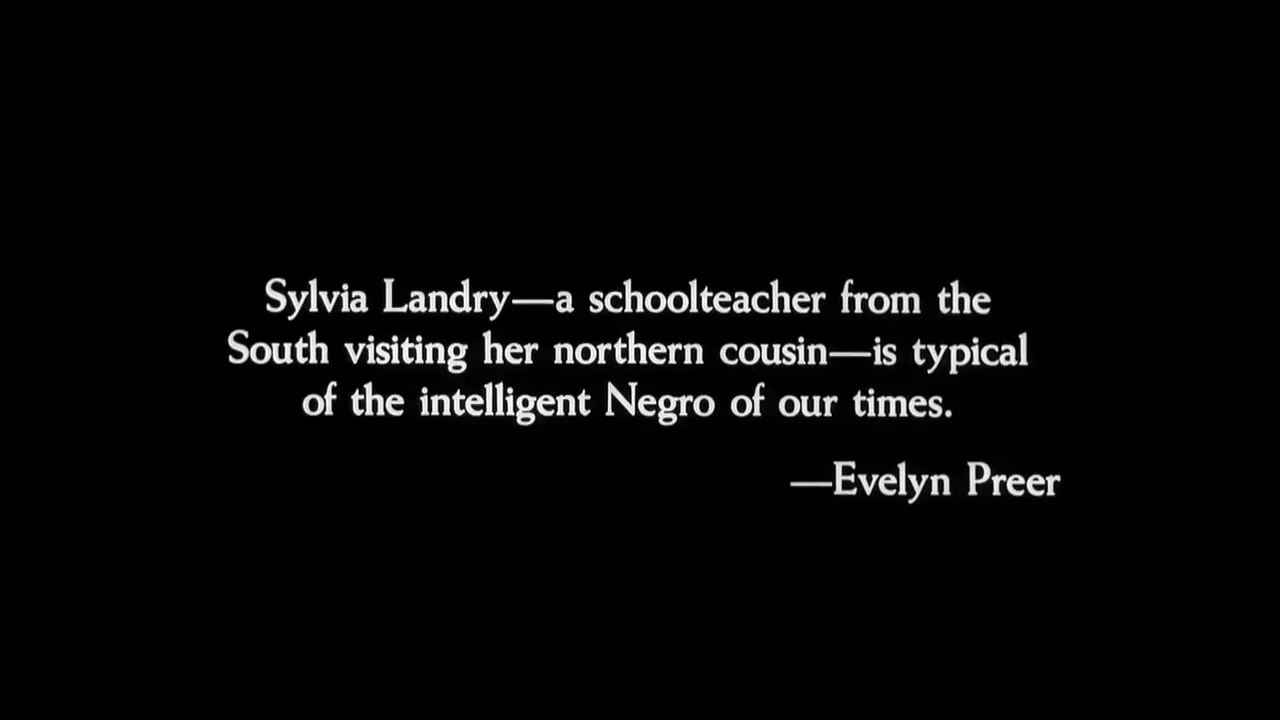 Sylvia Landry—a schoolteacher from the
South visiting her northern cousin—is typical
of the intelligent Negro of our times.
—Evelyn Preer